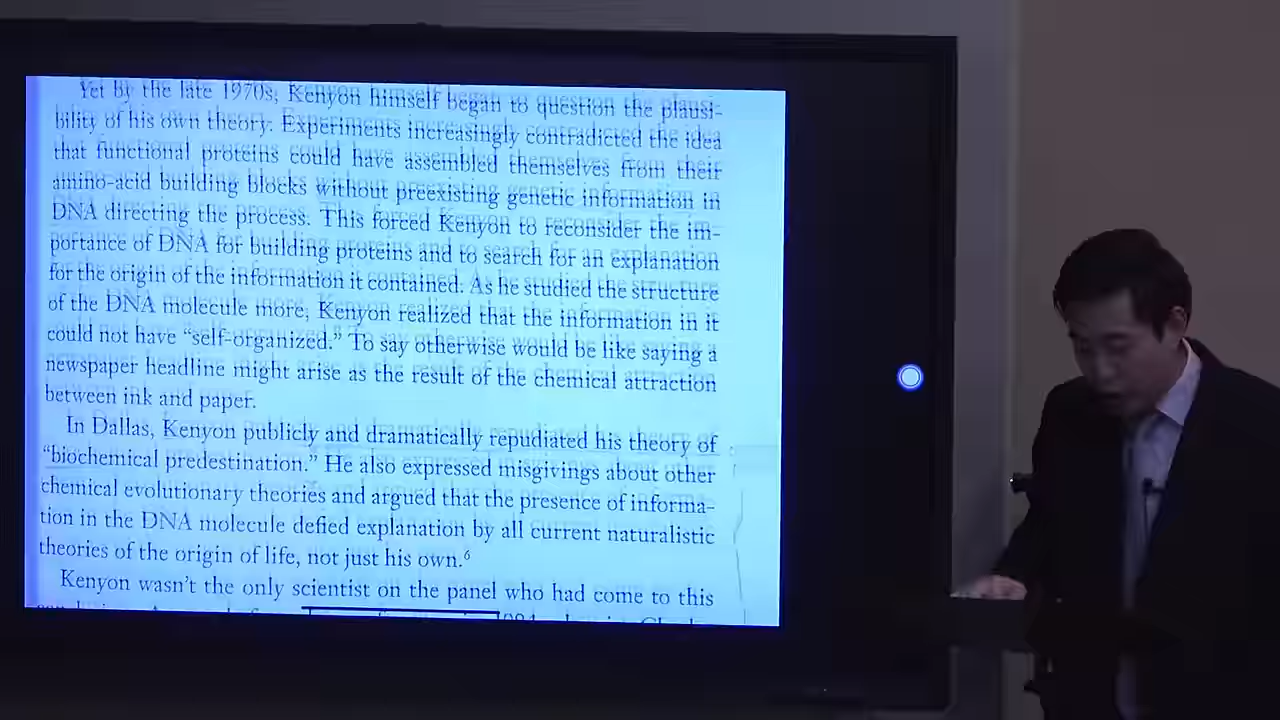 Yet by the late 1970s, Kenyon himself began to question the plausi-
bility of his own theory. Experiments increasingly contradicted the idea
that functional proteins could have assembled themselves from their
amino-acid building blocks without preexisting genetic information in
DNA directing the process. This forced Kenyon to reconsider the im-
portance of DNA for building proteins and to search for an explanation
for the origin of the information it contained. As he studied the structure
of the DNA molecule more, Kenyon realized that the information in it
could not have “self-organized.” To say otherwise would be like saying a
newspaper headline might arise as the result of the chemical attraction
between ink and paper.
In Dallas, Kenyon publicly and dramatically repudiated his theory of
“biochemical predestination.” He also expressed misgivings about other
chemical evolutionary theories and argued that the presence of informa-
tion in the DNA molecule defied explanation by all current naturalistic
theories of the origin of life, not just his own.⁶
Kenyon wasn’t the only scientist on the panel who had come to this